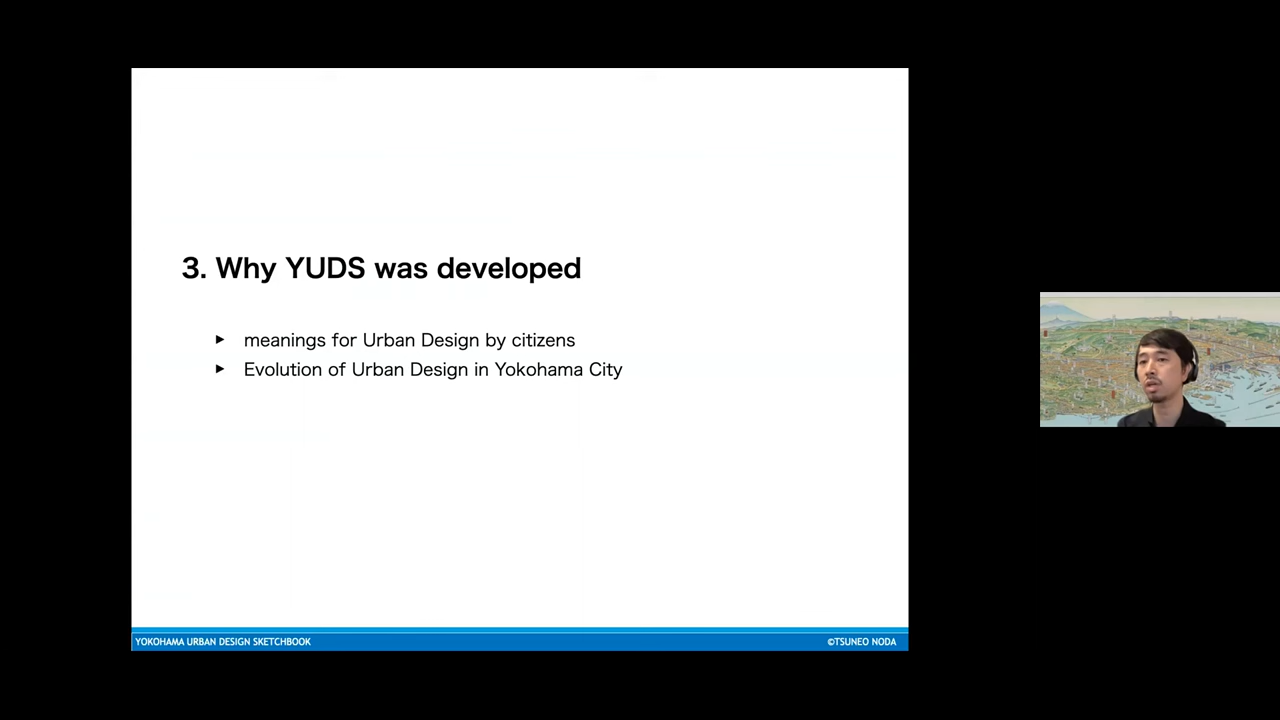 3. Why YUDS was developed
▶ meanings for Urban Design by citizens
▶ Evolution of Urban Design in Yokohama City
YOKOHAMA URBAN DESIGN SKETCHBOOK
©TSUNEO NODA